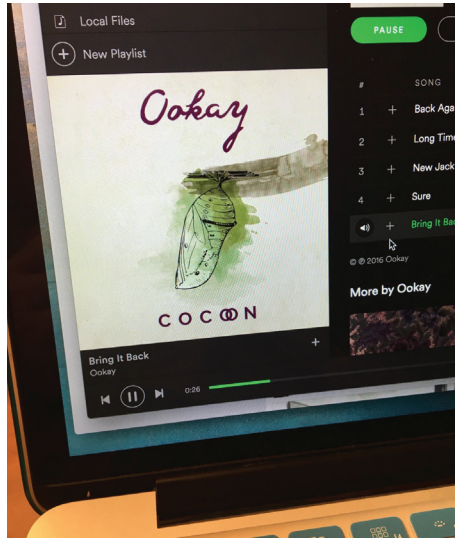 Local Files
+ New Playlist
Ookay
COCOON
Bring It Back
Ookay
+
0:26
PAUSE
# SONG
1 + Back Aga
2 + Long Time
3 + New Jack
4 + Sure
+ Bring It Bac
© ℗ 2016 Ookay
More by Ookay